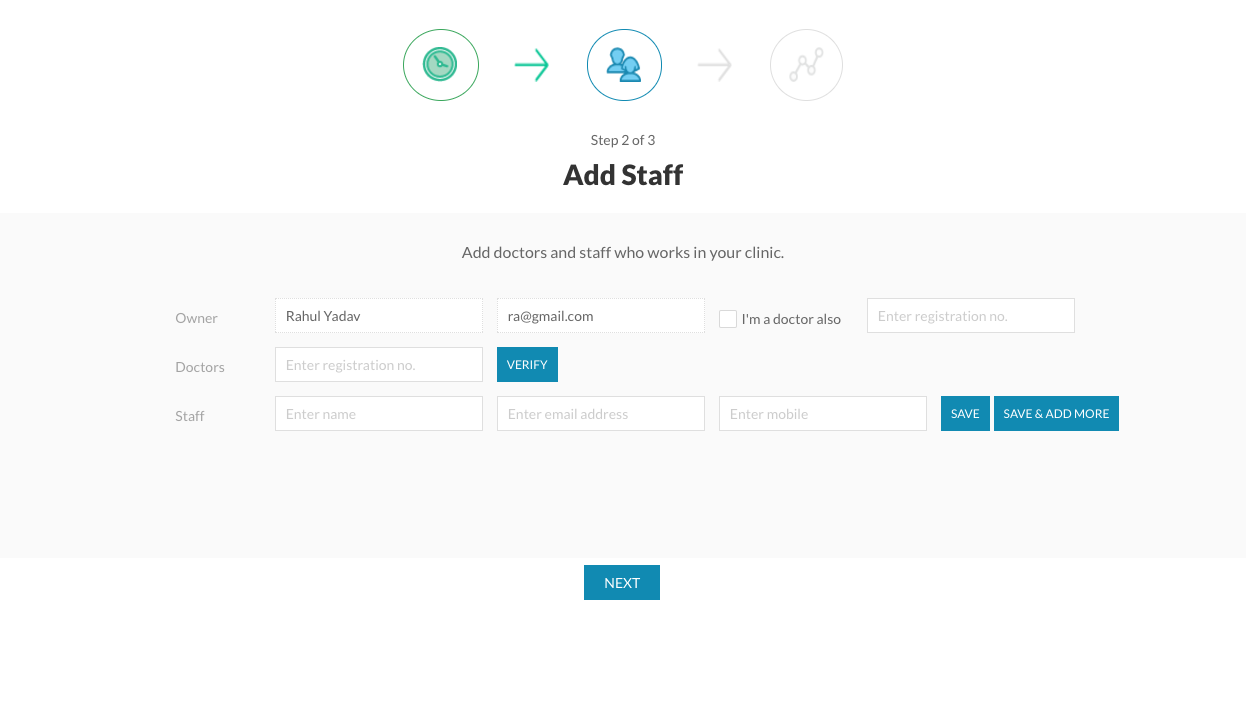 Step 2 of 3
Add Staff
Add doctors and staff who works in your clinic.
Owner Rahul Yadav ra@gmail.com I'm a doctor also Enter registration no.
Doctors Enter registration no. VERIFY
Staff Enter name Enter email address Enter mobile SAVE SAVE & ADD MORE
NEXT